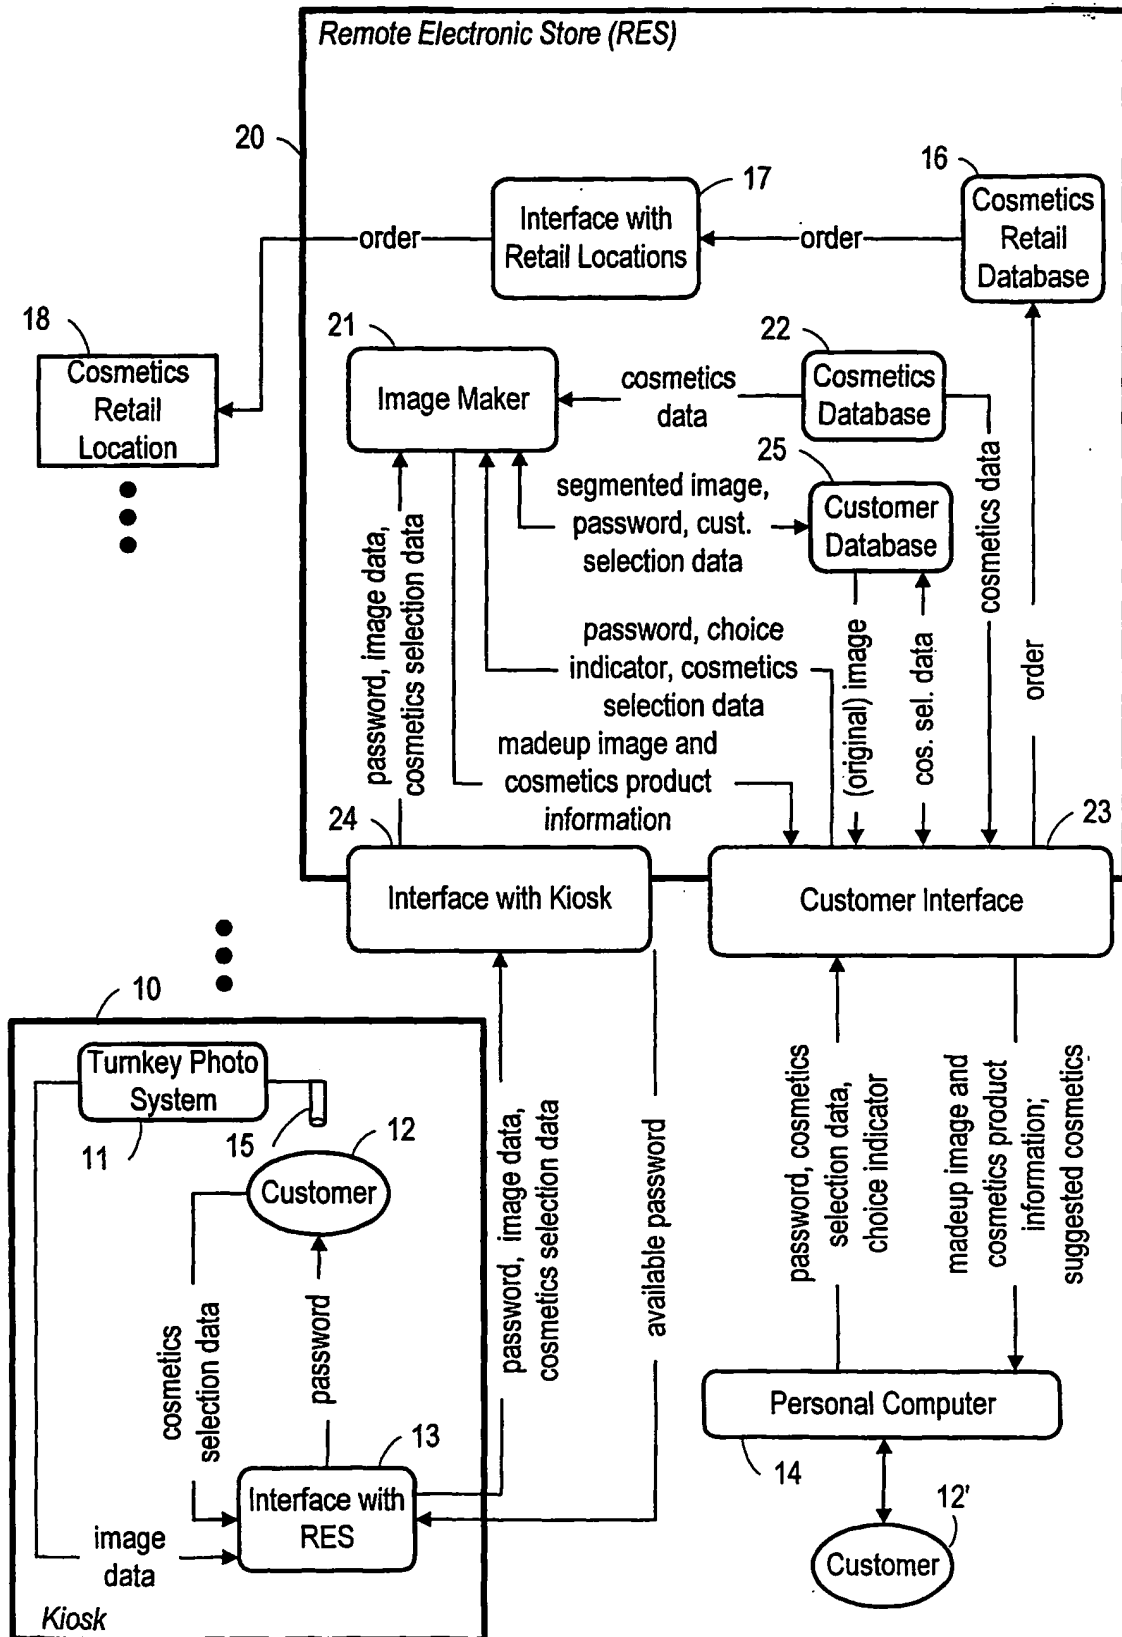 Remote Electronic Store (RES)
20
17
16
Interface with
Retail Locations
Cosmetics
Retail
Database
order
order
18
Cosmetics
Retail
Location
21
Image Maker
cosmetics
data
22
Cosmetics
Database
25
Customer
Database
segmented image,
password, cust.
selection data
password, image data,
cosmetics selection data
password, choice
indicator, cosmetics
selection data
madeup image and
cosmetics product
information
(original) image
cos. sel. data
cosmetics data
order
24
Interface with Kiosk
23
Customer Interface
10
Turnkey Photo
System
11
15
12
Customer
cosmetics
selection data
password
13
Interface with
RES
image
data
Kiosk
password, image data,
cosmetics selection data
available password
password, cosmetics
selection data,
choice indicator
madeup image and
cosmetics product
information;
suggested cosmetics
Personal Computer
14
12'
Customer